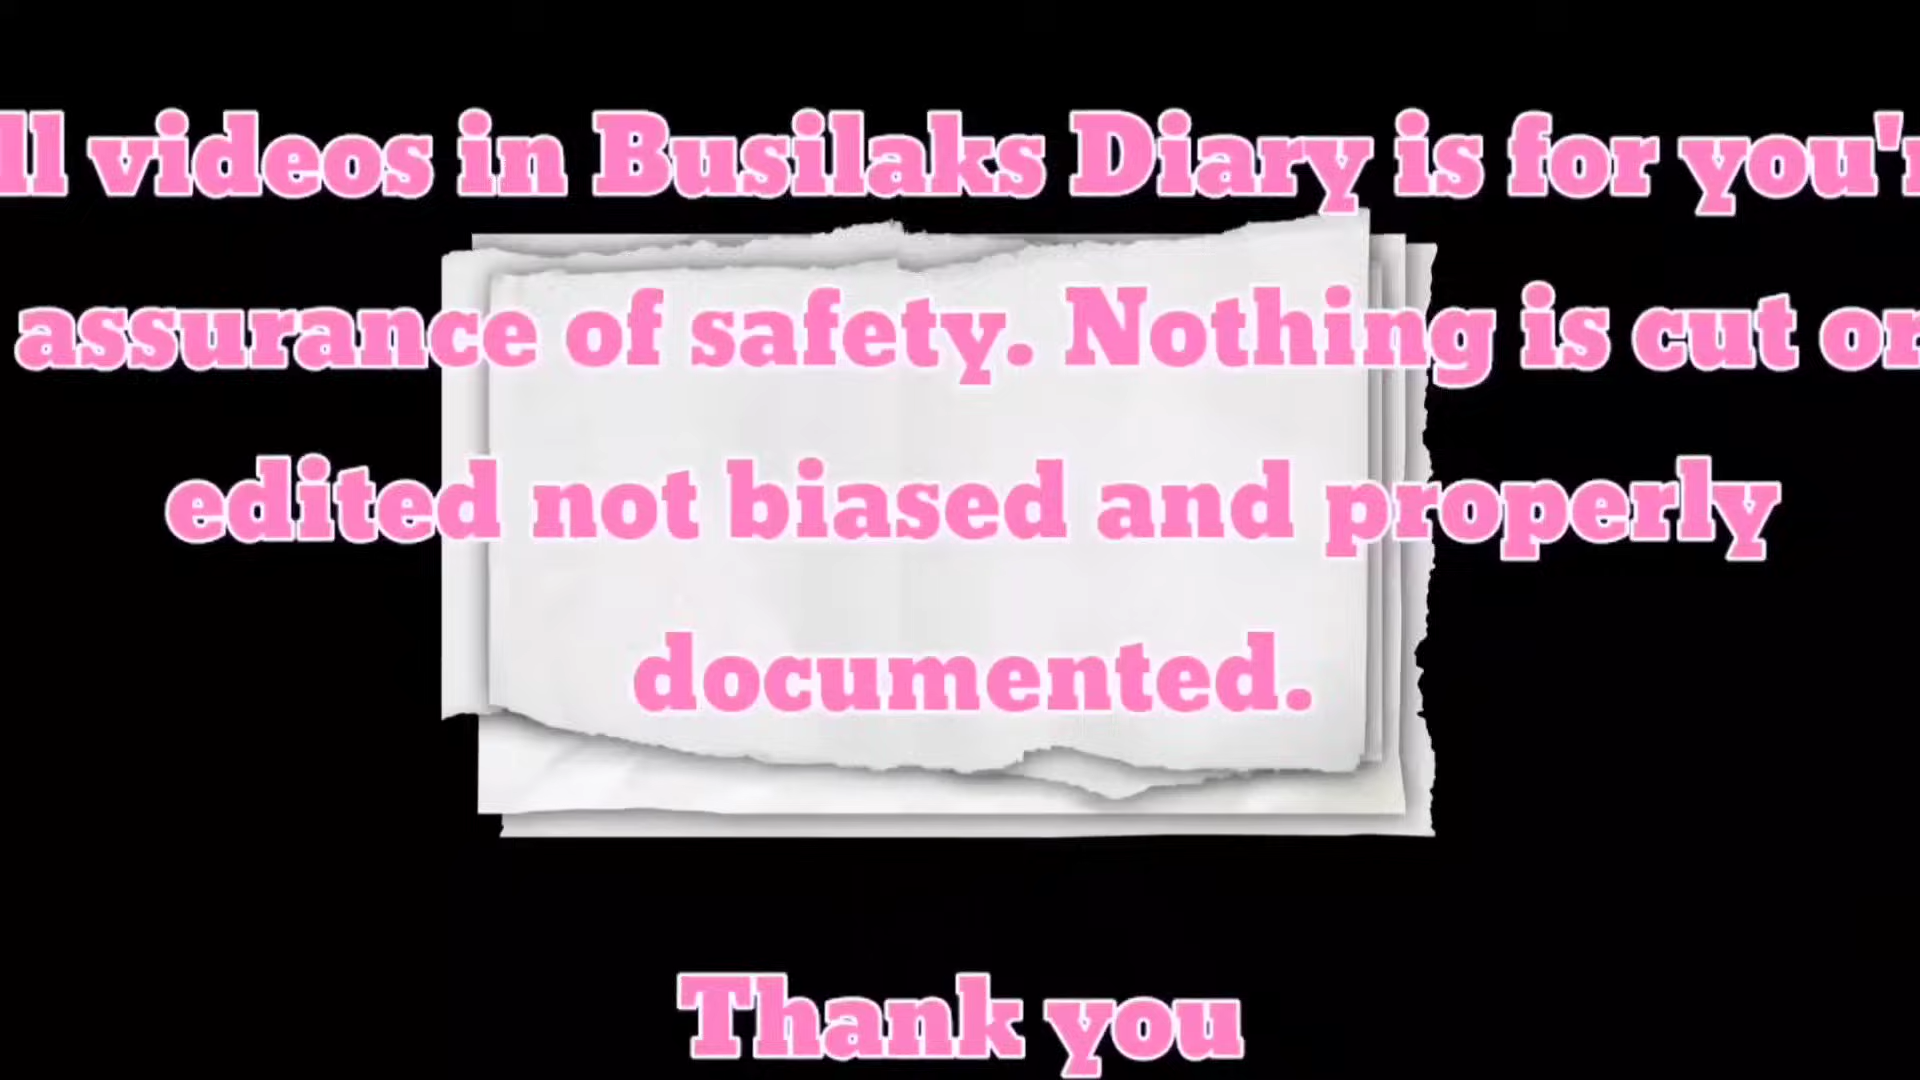 ll videos in Busilaks Diary is for you'r
assurance of safety. Nothing is cut or
edited not biased and properly
documented.
Thank you